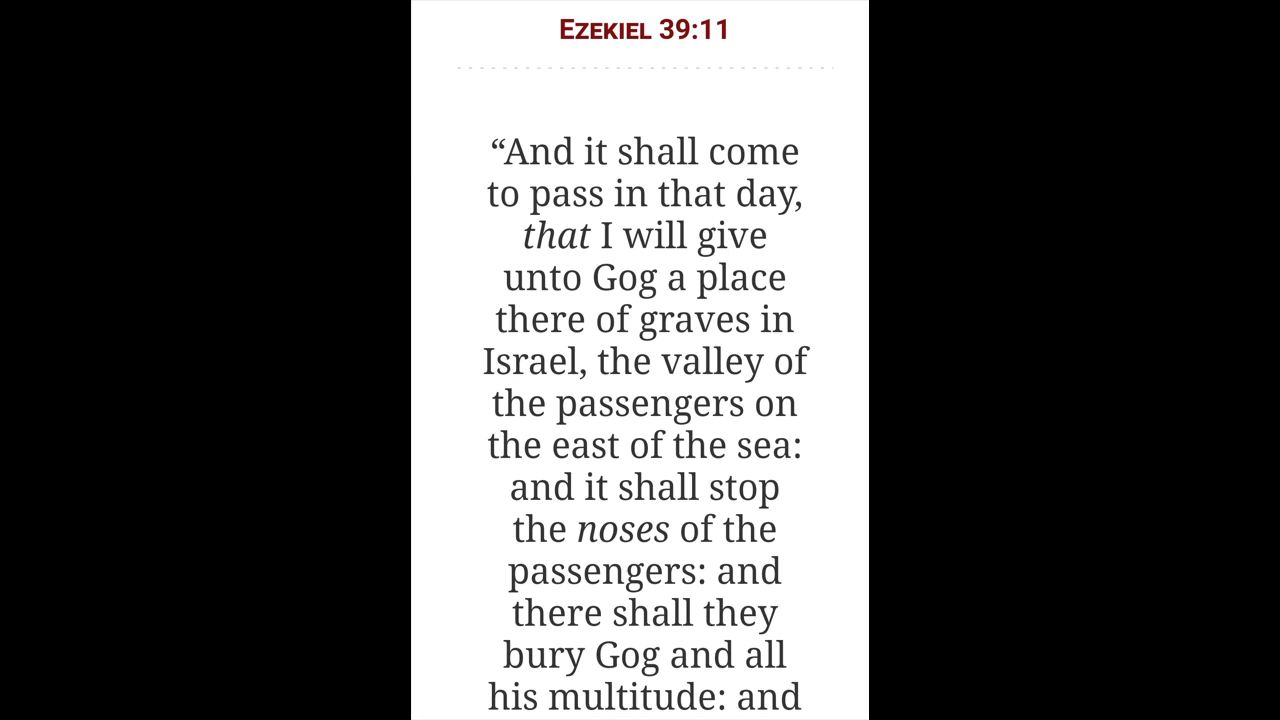 Ezekiel 39:11
“And it shall come
to pass in that day,
that I will give
unto Gog a place
there of graves in
Israel, the valley of
the passengers on
the east of the sea:
and it shall stop
the noses of the
passengers: and
there shall they
bury Gog and all
his multitude: and